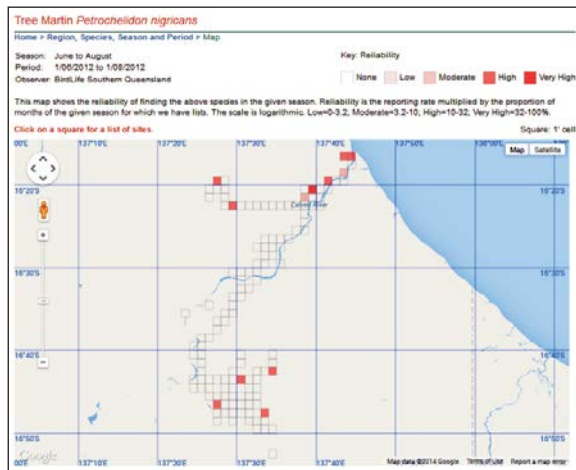 Tree Martin Petrochelidon nigricans
Home > Region, Species, Season and Period > Map
Season: June to August
Period: 1/06/2012 to 1/08/2012
Observer: BirdLife Southern Queensland
Key: Reliability
None Low Moderate High Very High
This map shows the reliability of finding the above species in the given season. Reliability is the reporting rate multiplied by the proportion of
months of the given season for which we have lists. The scale is logarithmic. Low=0-3.2, Moderate=3.2-10, High=10-32, Very High=32-100%.
Click on a square for a list of sites.
Square: 1' cell
00'E 137°10'E 137°20'E 137°30'E 137°40'E 137°50'E 138°00'E 138°10'E
Map Satellite
16°20'S 16°20'S
Calvert River
16°30'S 16°30'S
16°40'S 16°40'S
16°50'S 16°50'S
Google
00'E 137°10'E 137°20'E 137°30'E 137°40'E
Map data ©2014 Google Terms of Use Report a map error